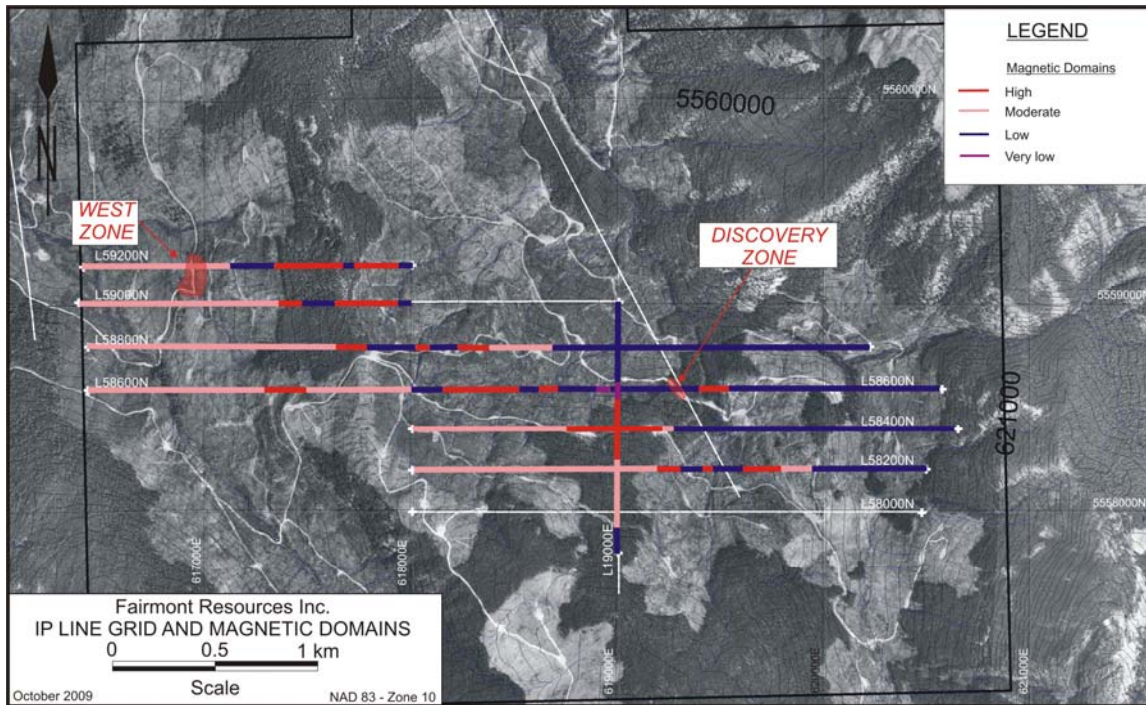 N
LEGEND
Magnetic Domains
High
Moderate
Low
Very low
5560000
5560000N
WEST
ZONE
DISCOVERY
ZONE
L59200N
L59000N
5559000N
L58800N
L58600N
L58600N
621000
L58400N
L58200N
5558000N
L58000N
617000E
618000E
L19000E
619000E
620000E
621000E
Fairmont Resources Inc.
IP LINE GRID AND MAGNETIC DOMAINS
0 0.5 1 km
Scale
October 2009 NAD 83 - Zone 10